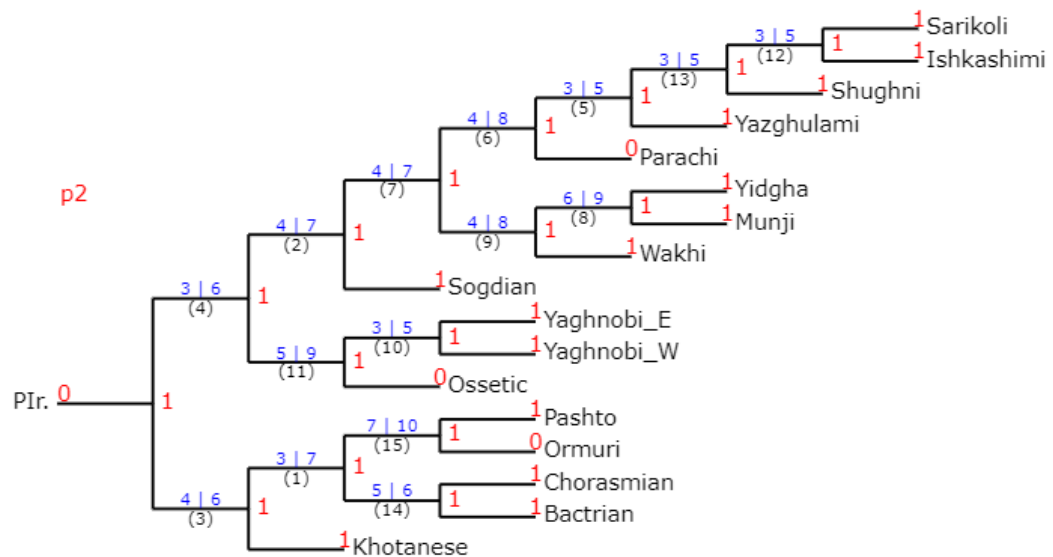 1 Sarikoli
3 | 5
(12)
1
1 Ishkashimi
3 | 5
(13)
1
1 Shughni
3 | 5
(5)
1
1 Yazghulami
4 | 8
(6)
1
0 Parachi
p2
4 | 7
(7)
1
1 Yidgha
6 | 9
(8)
1
1 Munji
4 | 8
(9)
1
1 Wakhi
4 | 7
(2)
1
1 Sogdian
3 | 6
(4)
1
1 Yaghnobi_E
3 | 5
(10)
1
1 Yaghnobi_W
5 | 9
(11)
1
0 Ossetic
PIr. 0
1
1 Pashto
7 | 10
(15)
1
0 Ormuri
3 | 7
(1)
1
1 Chorasmian
5 | 6
(14)
1
1 Bactrian
4 | 6
(3)
1
1 Khotanese